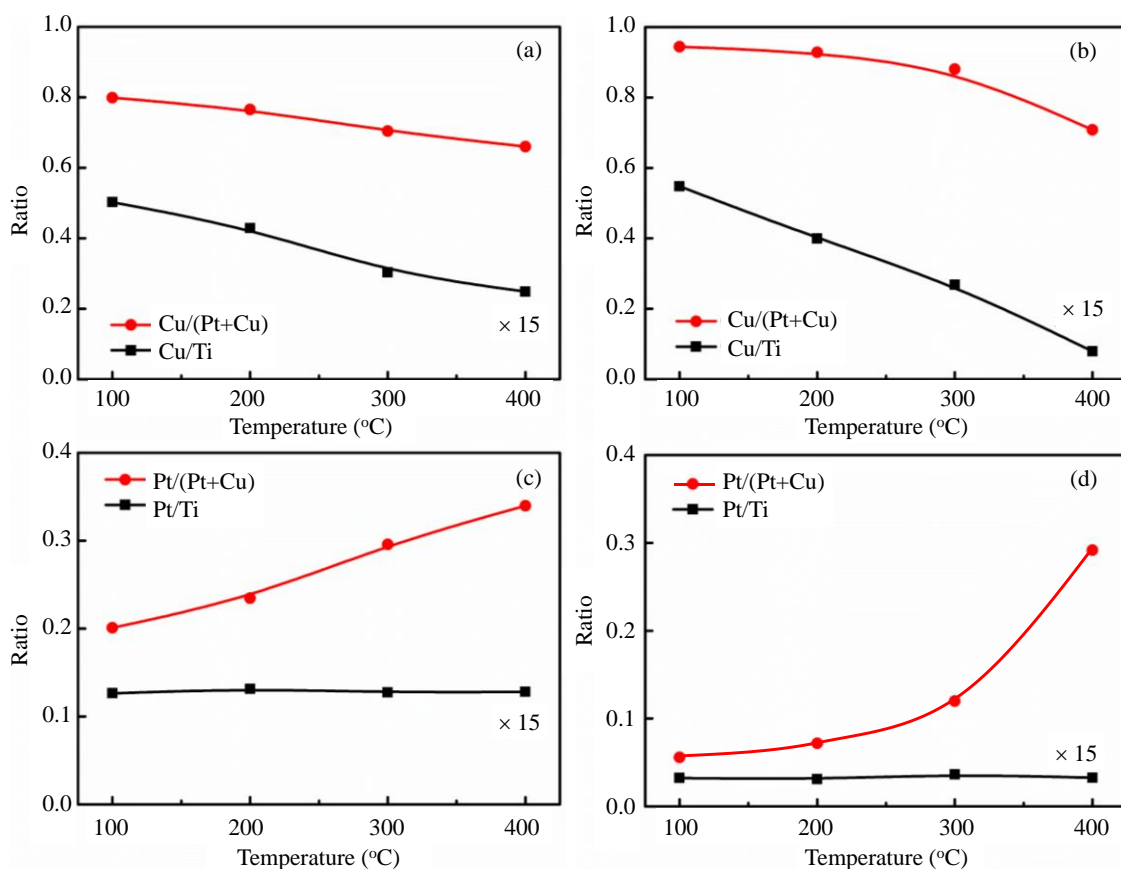 (a)
1.0
0.8
0.6
0.4
0.2
0.0
Ratio
Cu/(Pt+Cu)
Cu/Ti
× 15
100 200 300 400
Temperature (°C)
(b)
1.0
0.8
0.6
0.4
0.2
0.0
Ratio
Cu/(Pt+Cu)
Cu/Ti
× 15
100 200 300 400
Temperature (°C)
(c)
0.4
0.3
0.2
0.1
0.0
Ratio
Pt/(Pt+Cu)
Pt/Ti
× 15
100 200 300 400
Temperature (°C)
(d)
0.4
0.3
0.2
0.1
0.0
Ratio
Pt/(Pt+Cu)
Pt/Ti
× 15
100 200 300 400
Temperature (°C)